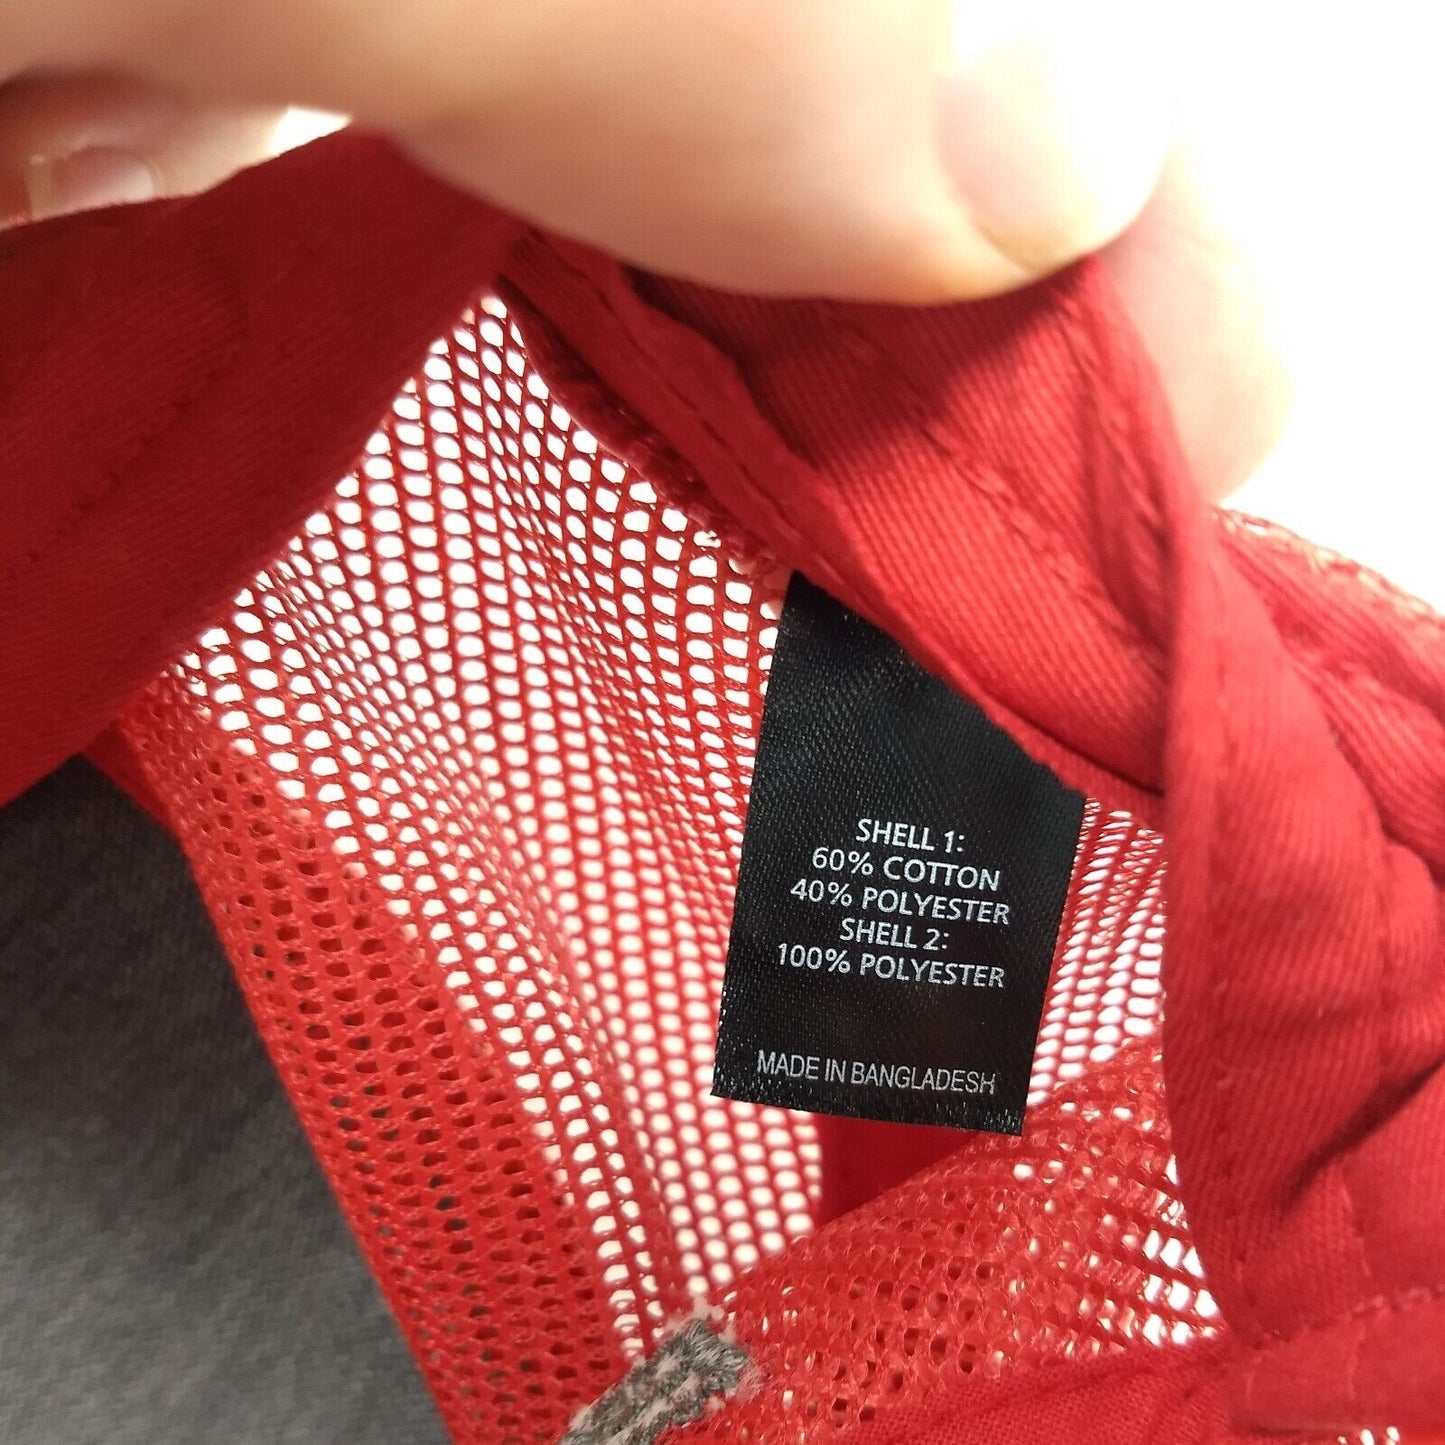 SHELL 1:
60% COTTON
40% POLYESTER
SHELL 2:
100% POLYESTER
MADE IN BANGLADESH